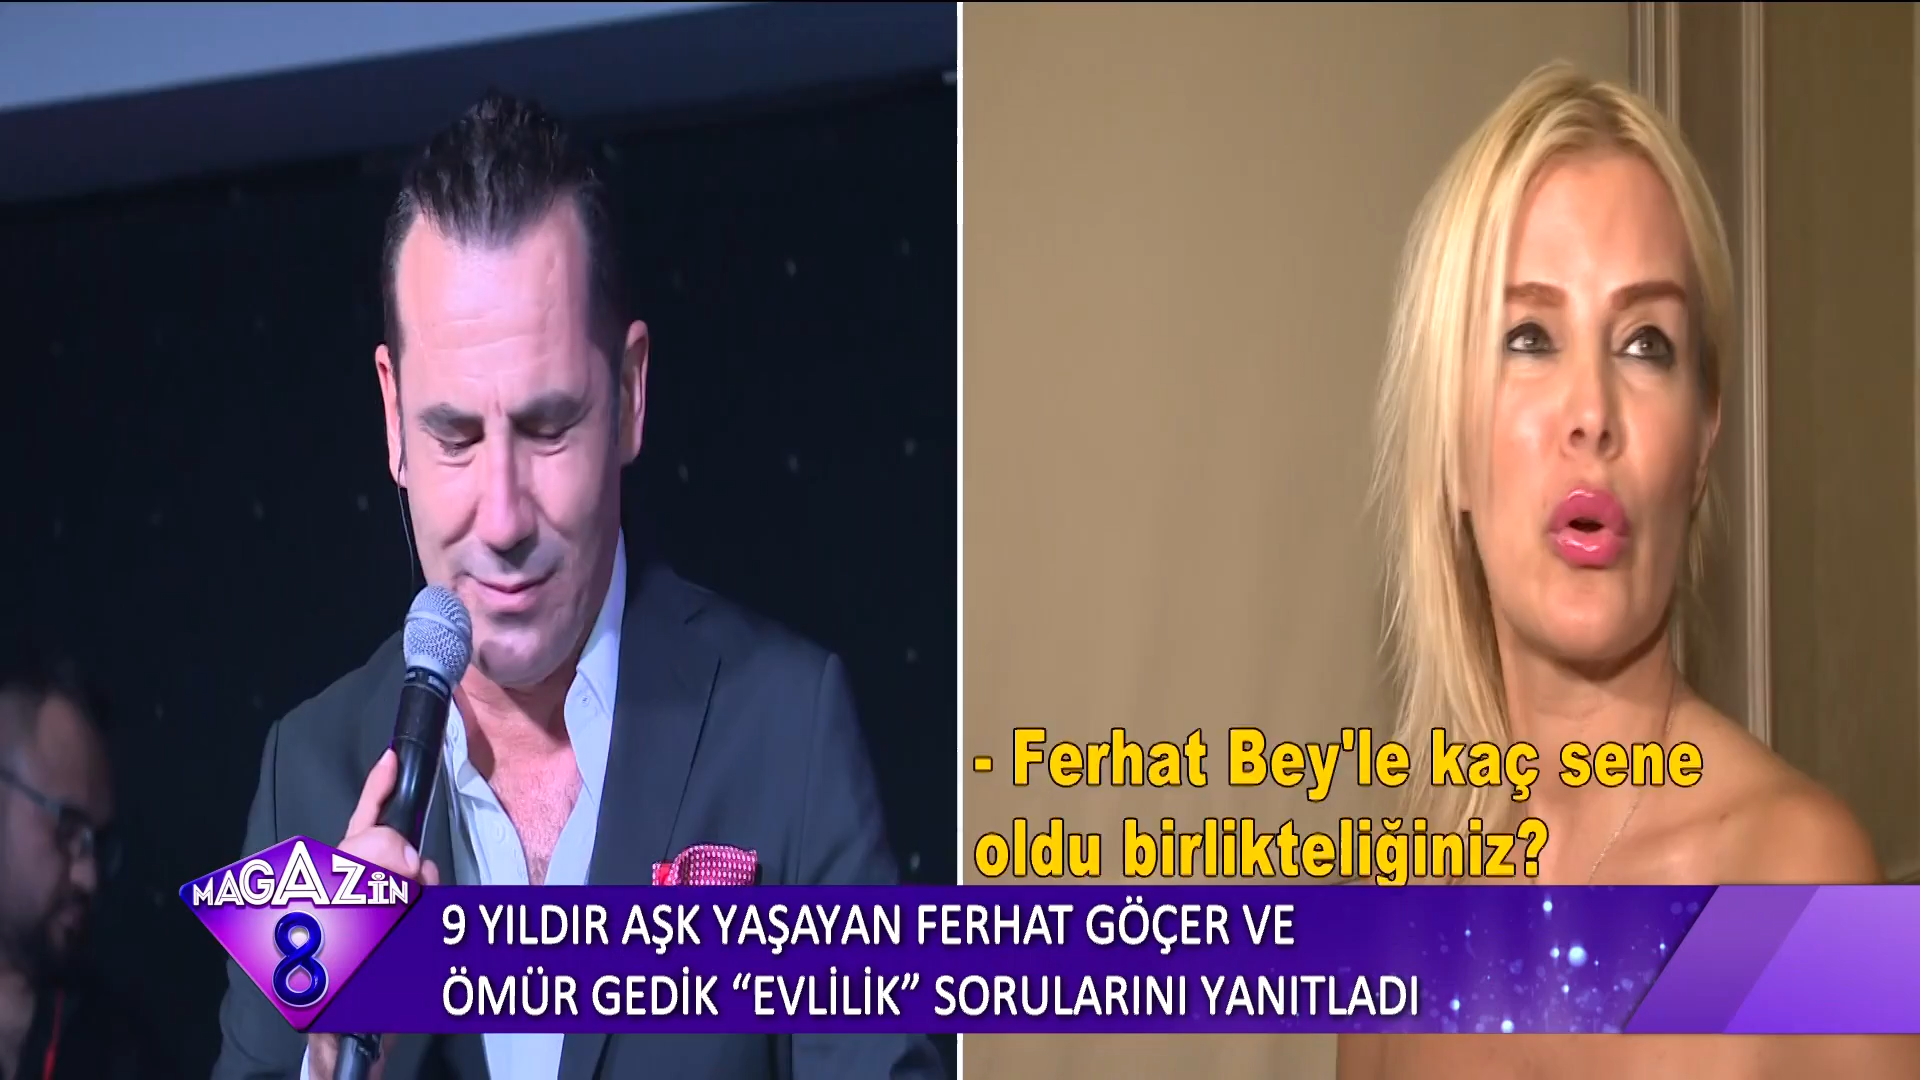 - Ferhat Bey'le kaç sene
oldu birlikteliğiniz?
MAGAZİN
8
9 YILDIR AŞK YAŞAYAN FERHAT GÖÇER VE
ÖMÜR GEDİK “EVLİLİK” SORULARINI YANITLADI